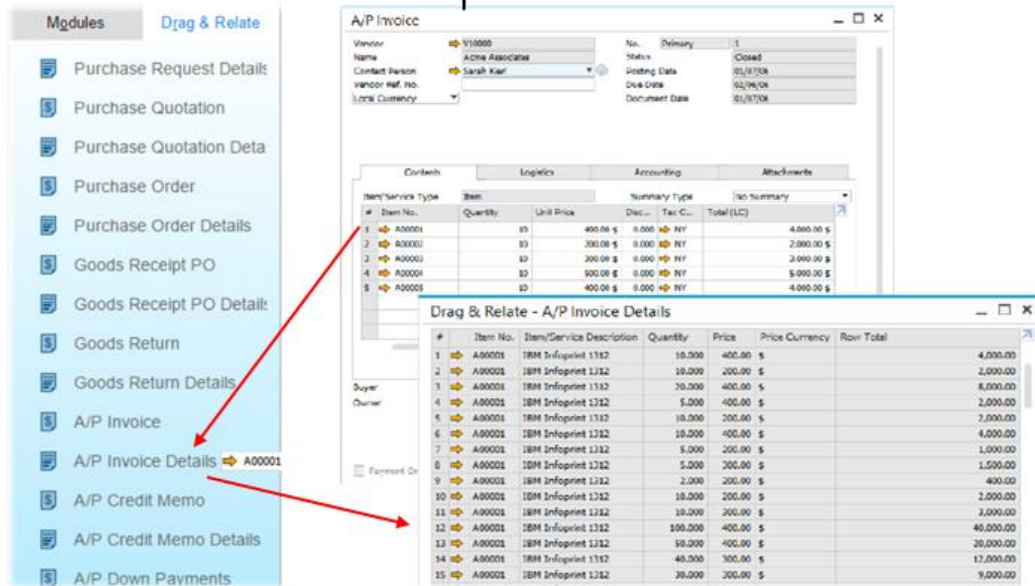 Modules Drag & Relate
Purchase Request Details
Purchase Quotation
Purchase Quotation Deta
Purchase Order
Purchase Order Details
Goods Receipt PO
Goods Receipt PO Details
Goods Return
Goods Return Details
A/P Invoice
A/P Invoice Details A00001
A/P Credit Memo
A/P Credit Memo Details
A/P Down Payments
A/P Invoice
Vendor V10000 No. Primary 1
Name Acme Associates Status Closed
Contact Person Sarah Posting Date
Vendor Ref. No. Due Date
Local Currency Document Date
Contents Logistics Accounting Attachments
Item/Service Type Item Summary Type No Summary
# Item No. Quantity Unit Price Disc... Tax C... Total (LC)
1 A00001 10 400.00 $ 0.000 NY 4,000.00 $
2 A00002 10 200.00 $ 0.000 NY 2,000.00 $
3 A00003 10 300.00 $ 0.000 NY 3,000.00 $
4 A00004 10 500.00 $ 0.000 NY 5,000.00 $
5 A00005 10 400.00 $ 0.000 NY 4,000.00 $
Buyer
Owner
Payment Or
Drag & Relate - A/P Invoice Details
# Item No. Item/Service Description Quantity Price Price Currency Row Total
1 A00001 IBM Infoprint 1312 10.000 400.00 $ 4,000.00
2 A00001 IBM Infoprint 1312 10.000 200.00 $ 2,000.00
3 A00001 IBM Infoprint 1312 20.000 400.00 $ 8,000.00
4 A00001 IBM Infoprint 1312 5.000 400.00 $ 2,000.00
5 A00001 IBM Infoprint 1312 10.000 200.00 $ 2,000.00
6 A00001 IBM Infoprint 1312 10.000 400.00 $ 4,000.00
7 A00001 IBM Infoprint 1312 5.000 200.00 $ 1,000.00
8 A00001 IBM Infoprint 1312 5.000 300.00 $ 1,500.00
9 A00001 IBM Infoprint 1312 2.000 200.00 $ 400.00
10 A00001 IBM Infoprint 1312 10.000 200.00 $ 2,000.00
11 A00001 IBM Infoprint 1312 10.000 300.00 $ 3,000.00
12 A00001 IBM Infoprint 1312 100.000 400.00 $ 40,000.00
13 A00001 IBM Infoprint 1312 50.000 400.00 $ 20,000.00
14 A00001 IBM Infoprint 1312 40.000 300.00 $ 12,000.00
15 A00001 IBM Infoprint 1312 30.000 300.00 $ 9,000.00